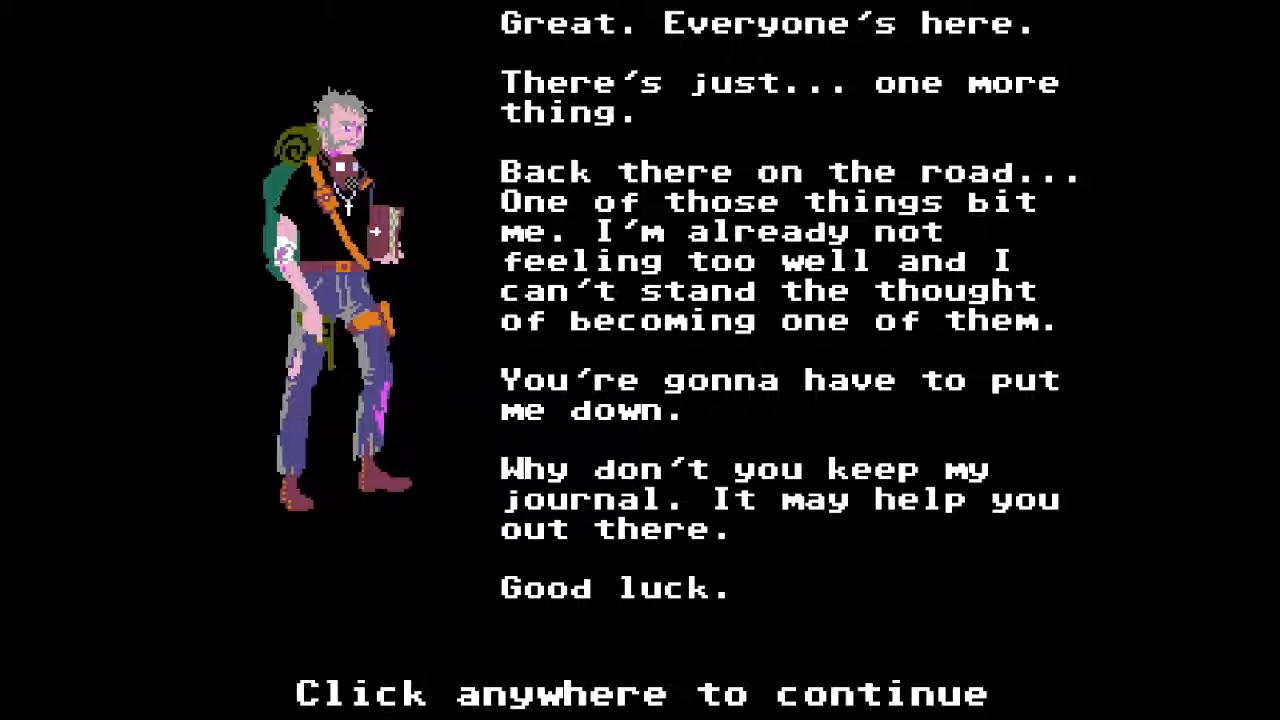 Great. Everyone's here.
There's just... one more
thing.
Back there on the road...
One of those things bit
me. I'm already not
feeling too well and I
can't stand the thought
of becoming one of them.
You're gonna have to put
me down.
Why don't you keep my
journal. It may help you
out there.
Good luck.
Click anywhere to continue